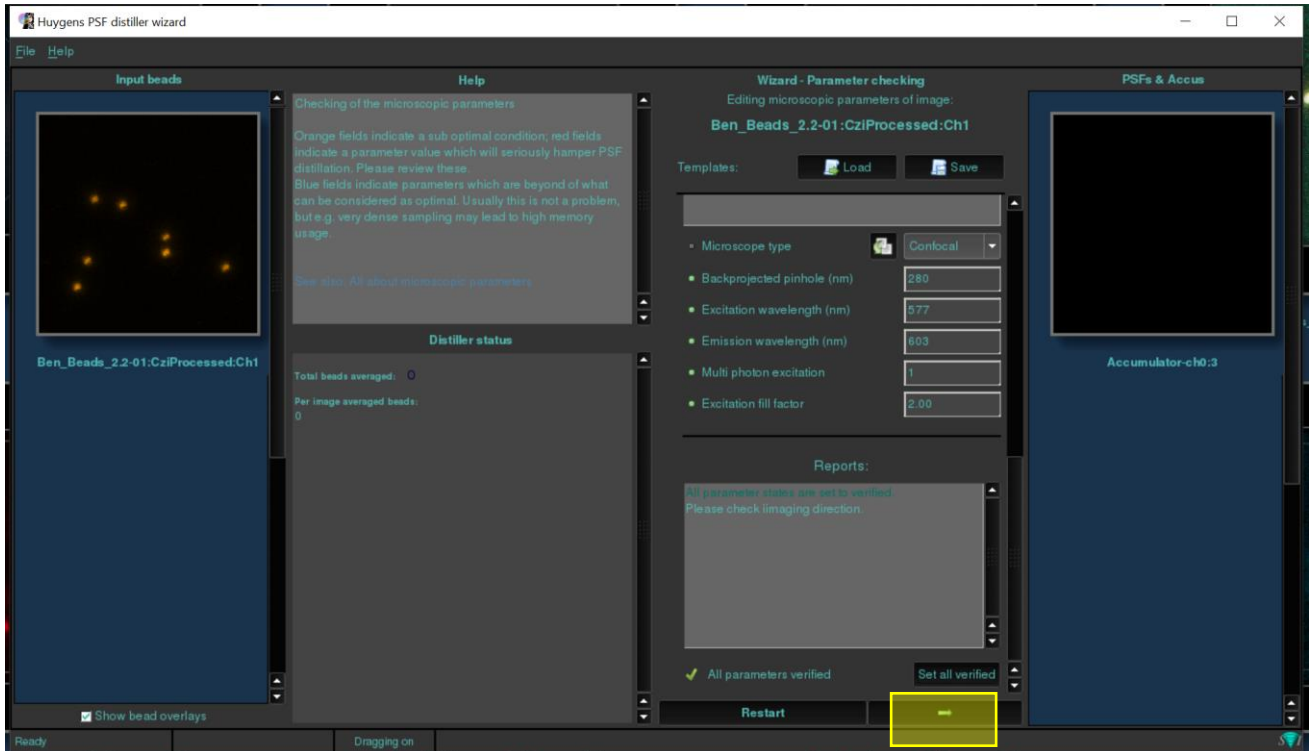 Huygens PSF distiller wizard
File Help
Input beads
Ben_Beads_2.2-01:CziProcessed:Ch1
Show bead overlays
Help
Checking of the microscopic parameters
Orange fields indicate a sub optimal condition; red fields
indicate a parameter value which will seriously hamper PSF
distillation. Please review these.
Blue fields indicate parameters which are beyond of what
can be considered as optimal. Usually this is not a problem,
but e.g. very dense sampling may lead to high memory
usage.
See also: All about microscopic parameters
Distiller status
Total beads averaged: 0
Per image averaged beads:
0
Wizard - Parameter checking
Editing microscopic parameters of image:
Ben_Beads_2.2-01:CziProcessed:Ch1
Templates: Load Save
Microscope type Confocal
Backprojected pinhole (nm) 280
Excitation wavelength (nm) 577
Emission wavelength (nm) 603
Multi photon excitation 1
Excitation fill factor 2.00
Reports:
All parameter states are set to verified.
Please check iimaging direction.
All parameters verified Set all verified
Restart
PSFs & Accus
Accumulator-ch0:3
Ready Dragging on